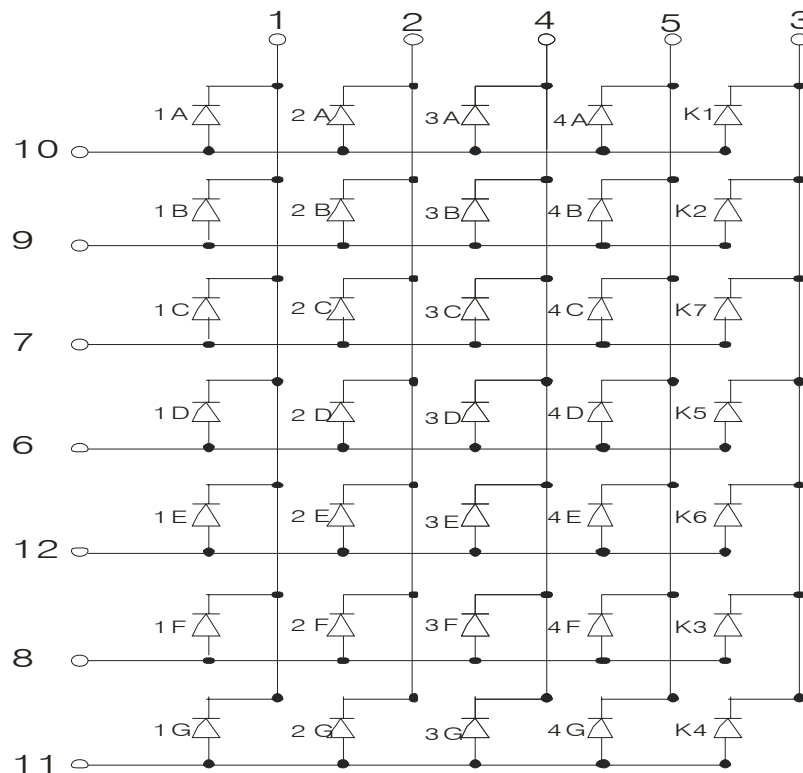 1 2 4 5 3
1A 2A 3A 4A K1
10
1B 2B 3B 4B K2
9
1C 2C 3C 4C K7
7
1D 2D 3D 4D K5
6
1E 2E 3E 4E K6
12
1F 2F 3F 4F K3
8
1G 2G 3G 4G K4
11